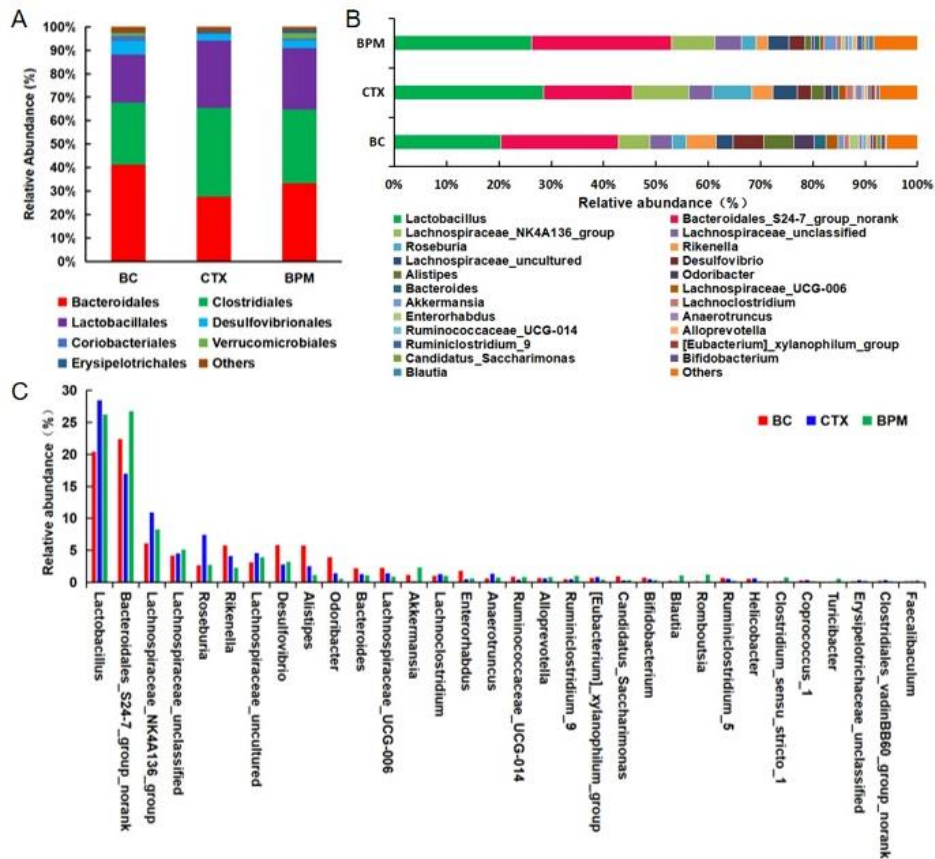 A
100%
90%
80%
70%
60%
50%
40%
30%
20%
10%
0%
Relative Abundance (%)
BC CTX BPM
Bacteroidales Clostridiales
Lactobacillales Desulfovibrionales
Coriobacteriales Verrucomicrobiales
Erysipelotrichales Others
B
BPM
CTX
BC
0% 10% 20% 30% 40% 50% 60% 70% 80% 90% 100%
Relative abundance (%)
Lactobacillus Bacteroidales_S24-7_group_norank
Lachnospiraceae_NK4A136_group Lachnospiraceae_unclassified
Roseburia Rikenella
Lachnospiraceae_uncultured Desulfovibrio
Alistipes Odoribacter
Bacteroides Lachnospiraceae_UCG-006
Akkermansia Lachnoclostridium
Enterorhabdus Anaerotruncus
Ruminococcaceae_UCG-014 Alloprevotella
Ruminiclostridium_9 [Eubacterium]_xylanophilum_group
Candidatus_Saccharimonas Bifidobacterium
Blautia Others
C
30
25
20
15
10
5
0
Relative abundance (%)
BC CTX BPM
Lactobacillus
Bacteroidales_S24-7_group_norank
Lachnospiraceae_NK4A136_group
Lachnospiraceae_unclassified
Roseburia
Rikenella
Lachnospiraceae_uncultured
Desulfovibrio
Alistipes
Odoribacter
Bacteroides
Lachnospiraceae_UCG-006
Akkermansia
Lachnoclostridium
Enterorhabdus
Anaerotruncus
Ruminococcaceae_UCG-014
Alloprevotella
Ruminiclostridium_9
[Eubacterium]_xylanophilum_group
Candidatus_Saccharimonas
Bifidobacterium
Blautia
Romboutsia
Ruminiclostridium_5
Helicobacter
Clostridium_sensu_stricto_1
Coprococcus_1
Turicibacter
Erysipelotrichaceae_unclassified
Clostridiales_vadinBB60_group_norank
Faecalibaculum